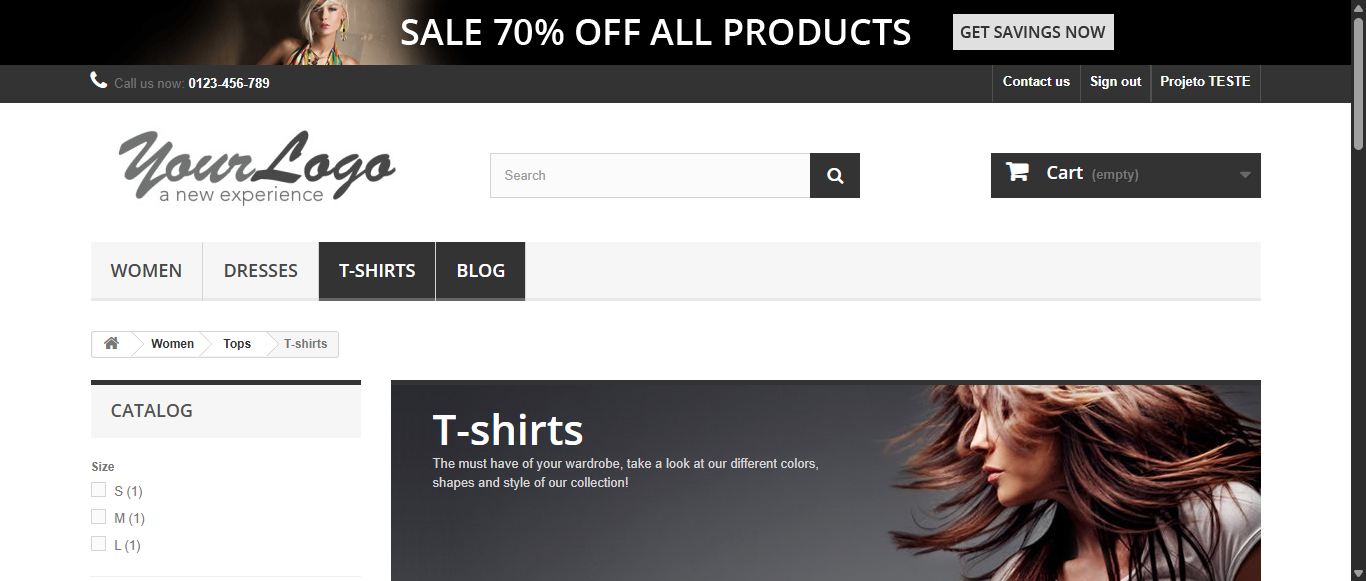 SALE 70% OFF ALL PRODUCTS GET SAVINGS NOW
Call us now: 0123-456-789 Contact us Sign out Projeto TESTE
YourLogo
a new experience
Search
Cart (empty)
WOMEN DRESSES T-SHIRTS BLOG
Women Tops T-shirts
CATALOG
Size
S (1)
M (1)
L (1)
T-shirts
The must have of your wardrobe, take a look at our different colors,
shapes and style of our collection!